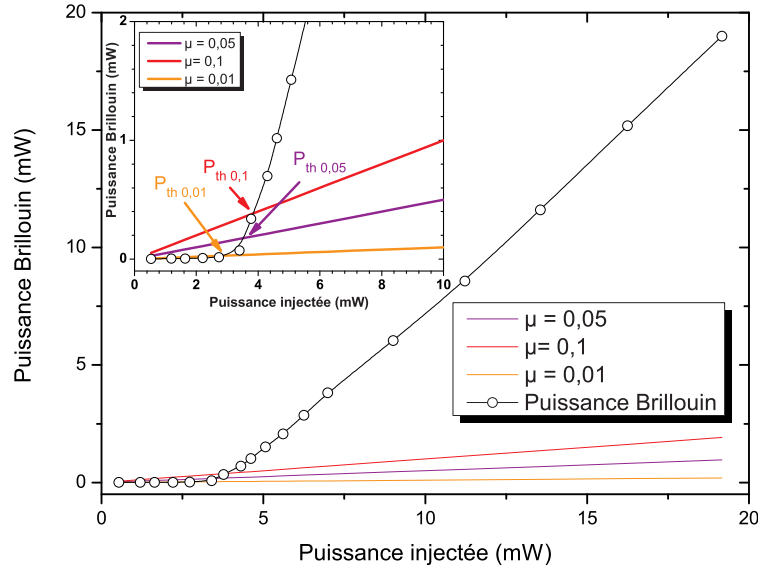 20
15
10
5
0
Puissance Brillouin (mW)
0
5
10
15
20
Puissance injectée (mW)
2
1
0
Puissance Brillouin (mW)
0
2
4
6
8
10
Puissance injectée (mW)
μ = 0,05
μ= 0,1
μ = 0,01
P th 0,01
P th 0,1
P th 0,05
μ = 0,05
μ= 0,1
μ = 0,01
Puissance Brillouin